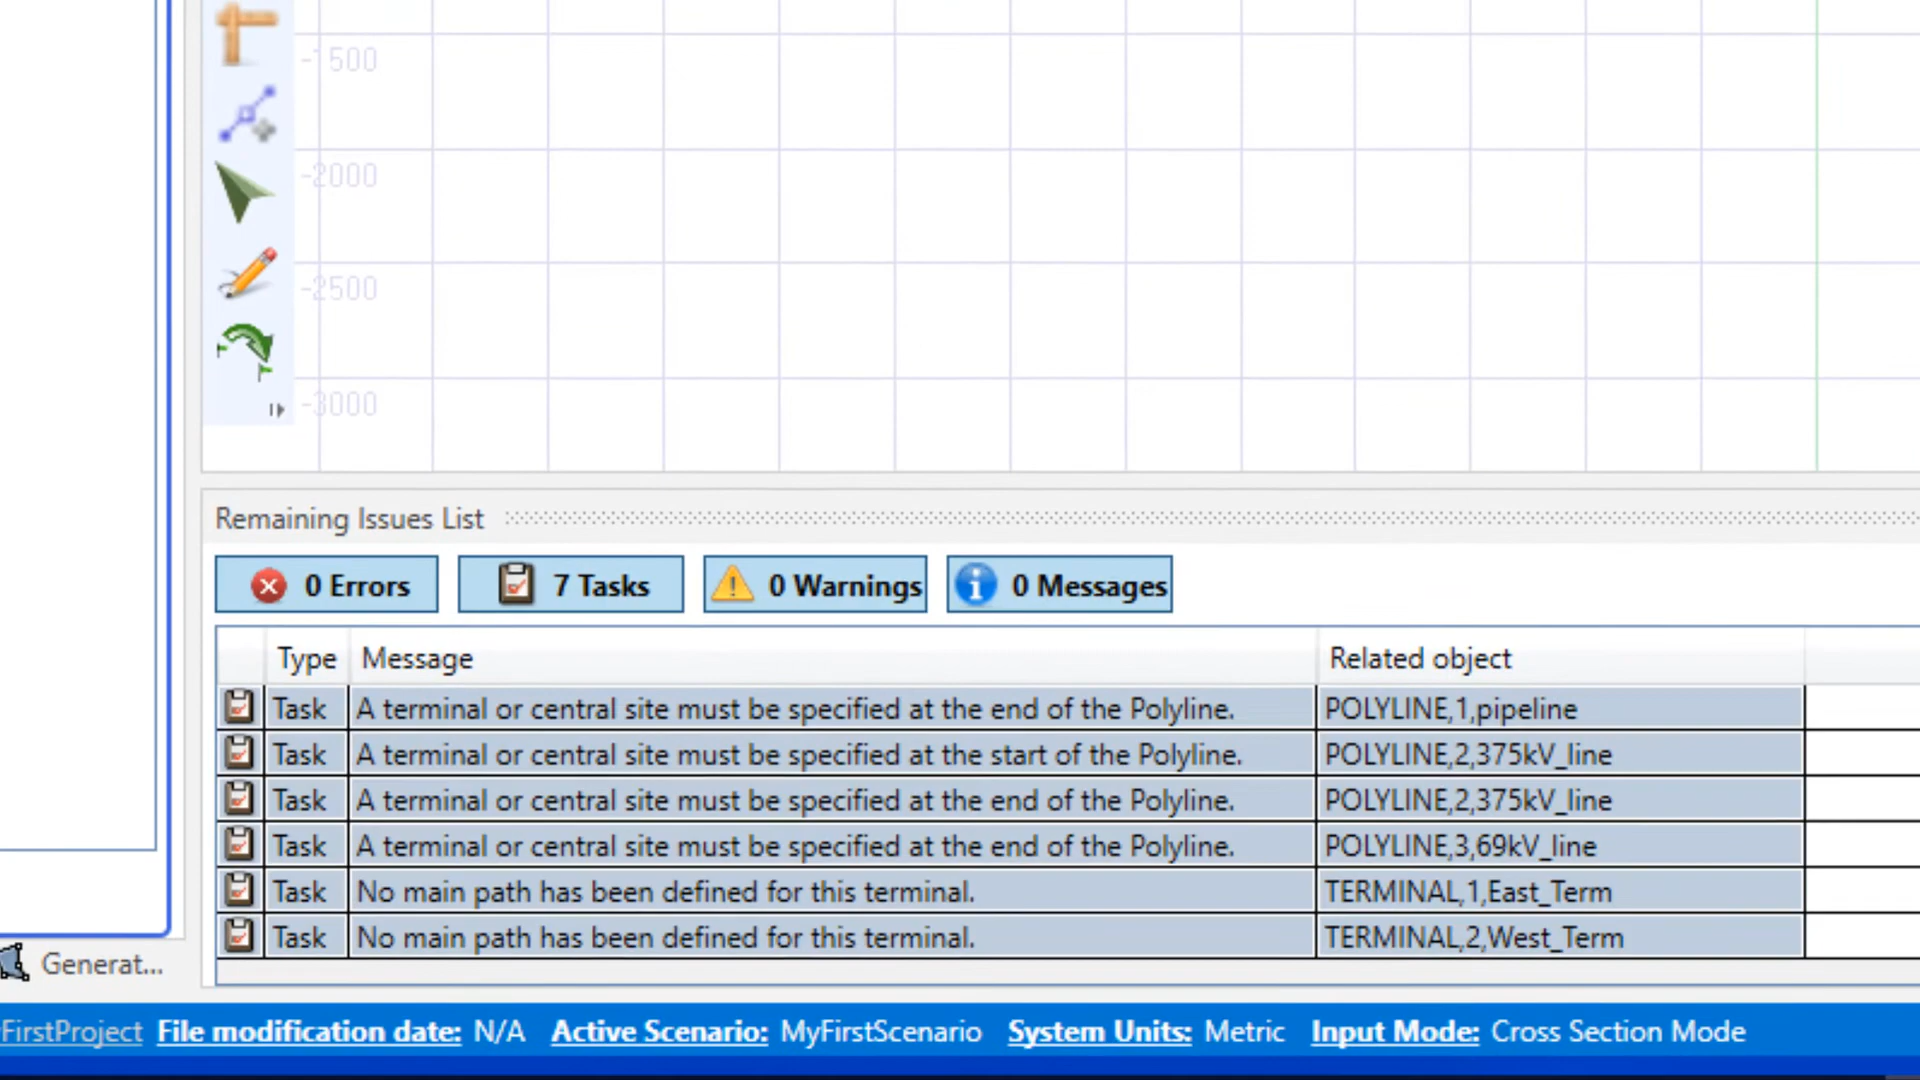 -1500
-2000
-2500
-3000
Remaining Issues List
0 Errors 7 Tasks 0 Warnings 0 Messages
Type Message Related object
Task A terminal or central site must be specified at the end of the Polyline. POLYLINE,1,pipeline
Task A terminal or central site must be specified at the start of the Polyline. POLYLINE,2,375kV_line
Task A terminal or central site must be specified at the end of the Polyline. POLYLINE,2,375kV_line
Task A terminal or central site must be specified at the end of the Polyline. POLYLINE,3,69kV_line
Task No main path has been defined for this terminal. TERMINAL,1,East_Term
Task No main path has been defined for this terminal. TERMINAL,2,West_Term
Generat...
FirstProject File modification date: N/A Active Scenario: MyFirstScenario System Units: Metric Input Mode: Cross Section Mode